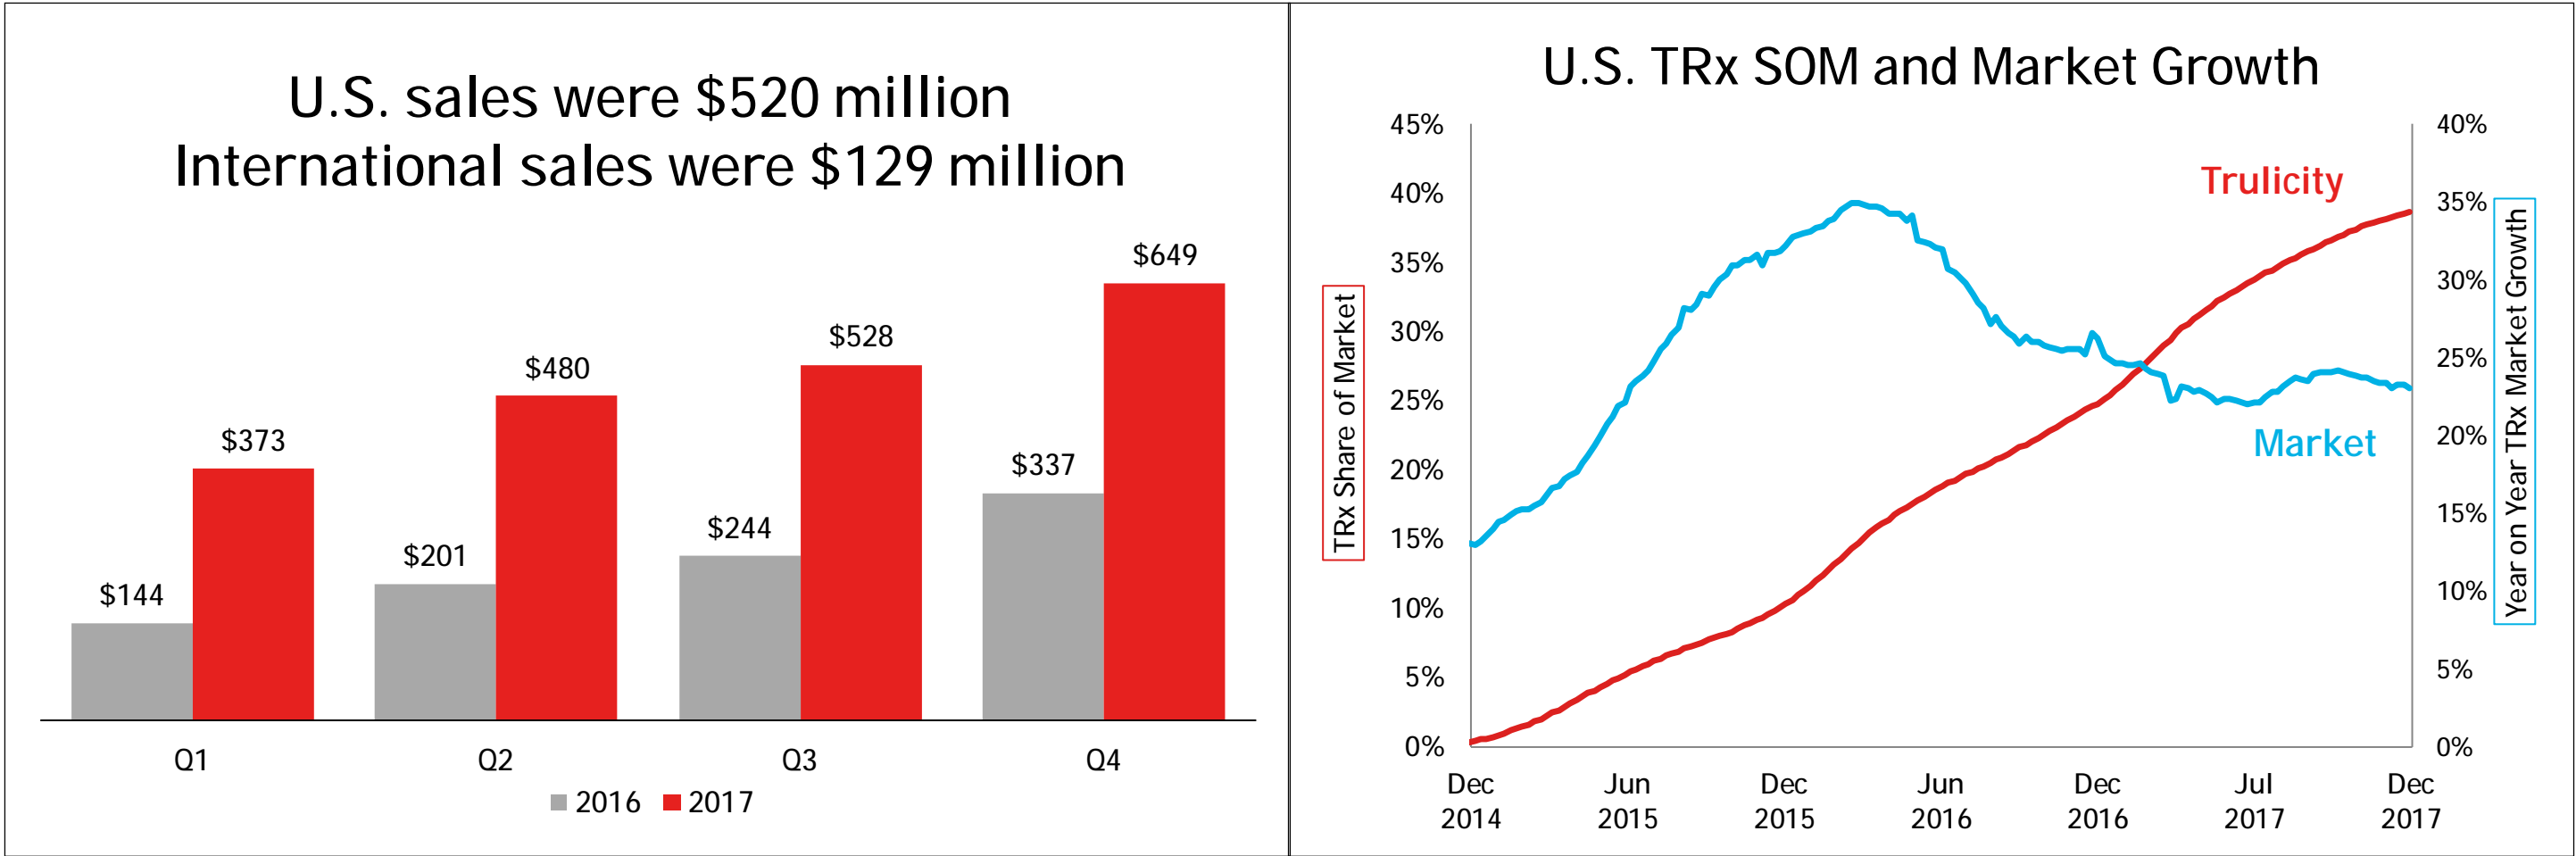 U.S. sales were $520 million
International sales were $129 million
$649
$528
$480
$373
$337
$244
$201
$144
Q1 Q2 Q3 Q4
2016 2017
U.S. TRx SOM and Market Growth
45%
40%
35%
30%
25%
20%
15%
10%
5%
0%
TRx Share of Market
Trulicity
Market
40%
35%
30%
25%
20%
15%
10%
5%
0%
Year on Year TRx Market Growth
Dec Jun Dec Jun Dec Jul Dec
2014 2015 2015 2016 2016 2017 2017